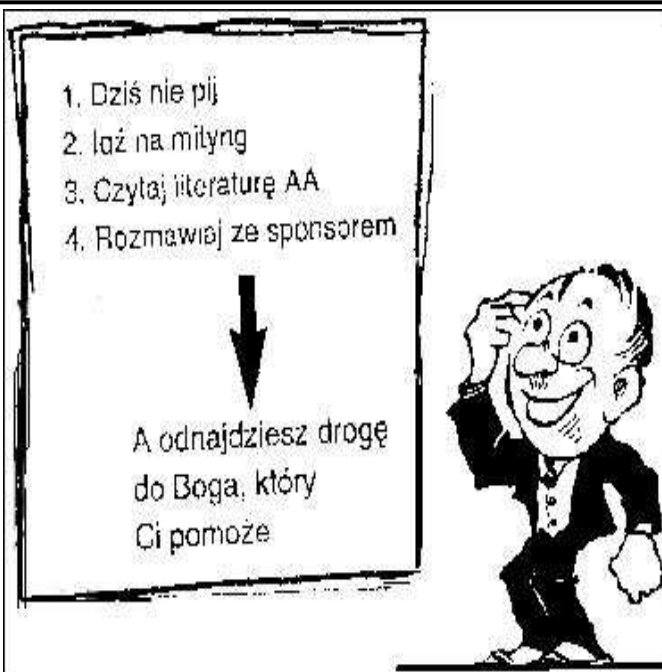 1. Dziś nie pij
2. Idź na mityng
3. Czytaj literaturę AA
4. Rozmawiaj ze sponsorem
A odnajdziesz drogę
do Boga, który
Ci pomoże